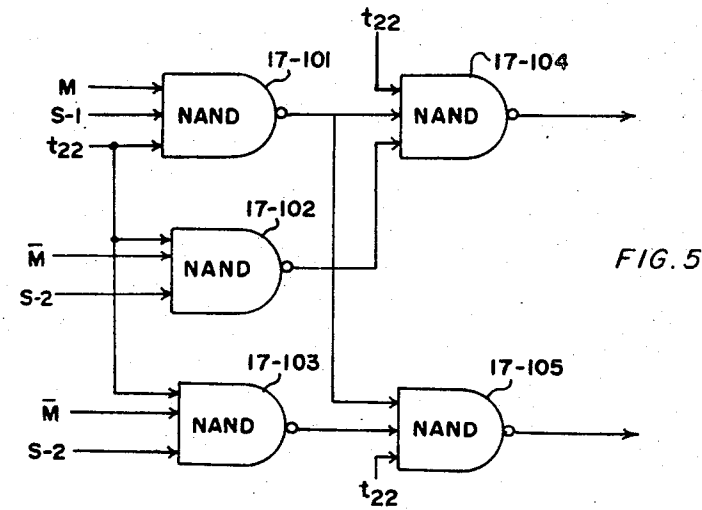 t22
17-101
17-104
M
S-1
t22
NAND
NAND
17-102
M̅
S-2
NAND
FIG. 5
17-103
17-105
M̅
S-2
NAND
NAND
t22